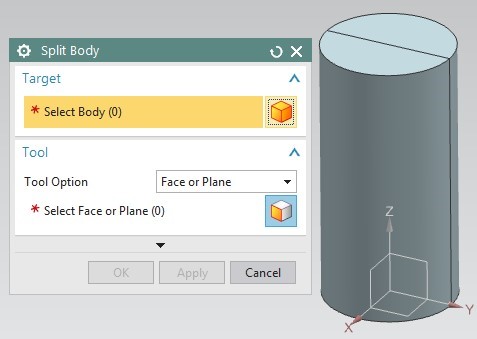 Split Body
Target
* Select Body (0)
Tool
Tool Option Face or Plane
* Select Face or Plane (0)
OK Apply Cancel
Z
Y
X